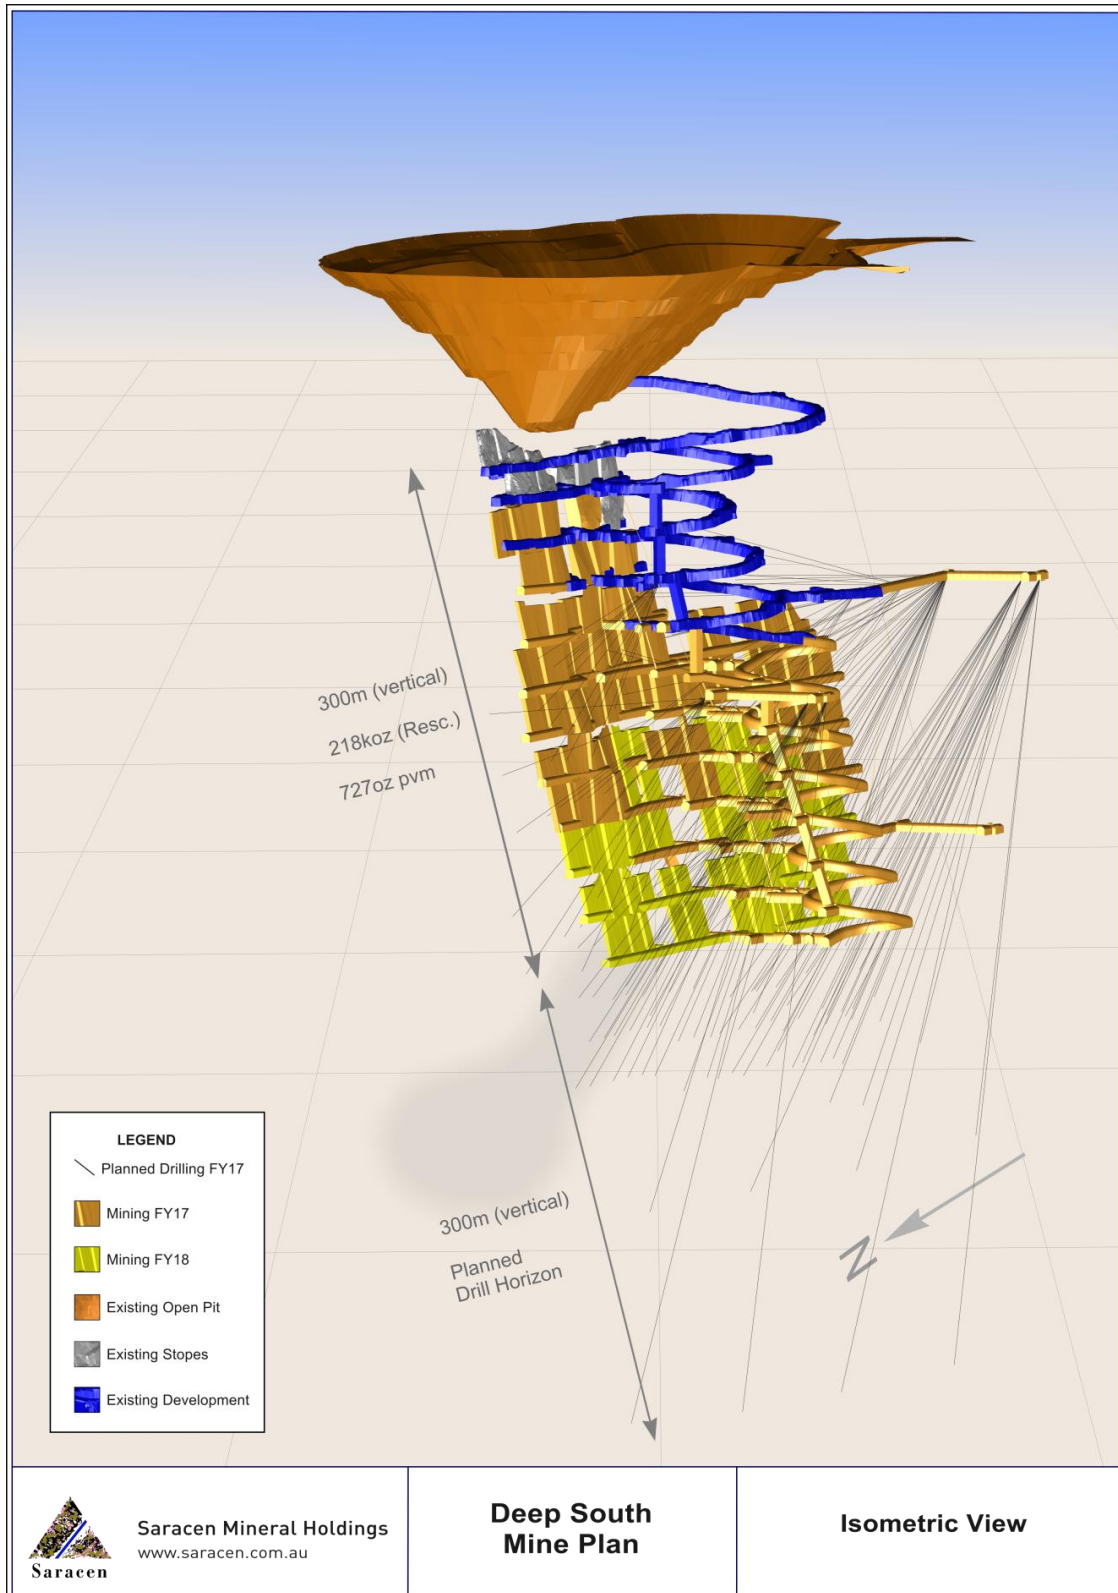 300m (vertical)
218koz (Resc.)
727oz pvm
LEGEND
Planned Drilling FY17
Mining FY17
Mining FY18
Existing Open Pit
Existing Stopes
Existing Development
300m (vertical)
Planned
Drill Horizon
N
Saracen
Saracen Mineral Holdings
www.saracen.com.au
Deep South
Mine Plan
Isometric View